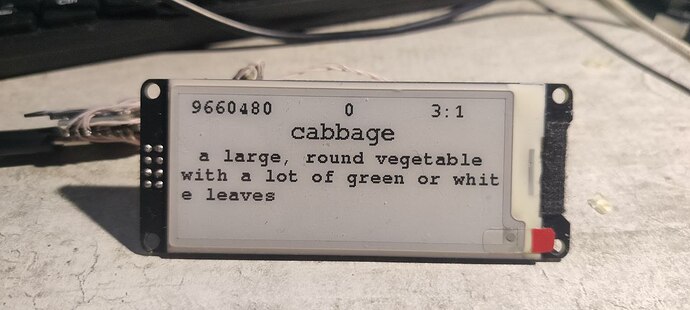 9660480 0 3:1
cabbage
a large, round vegetable
with a lot of green or whit
e leaves